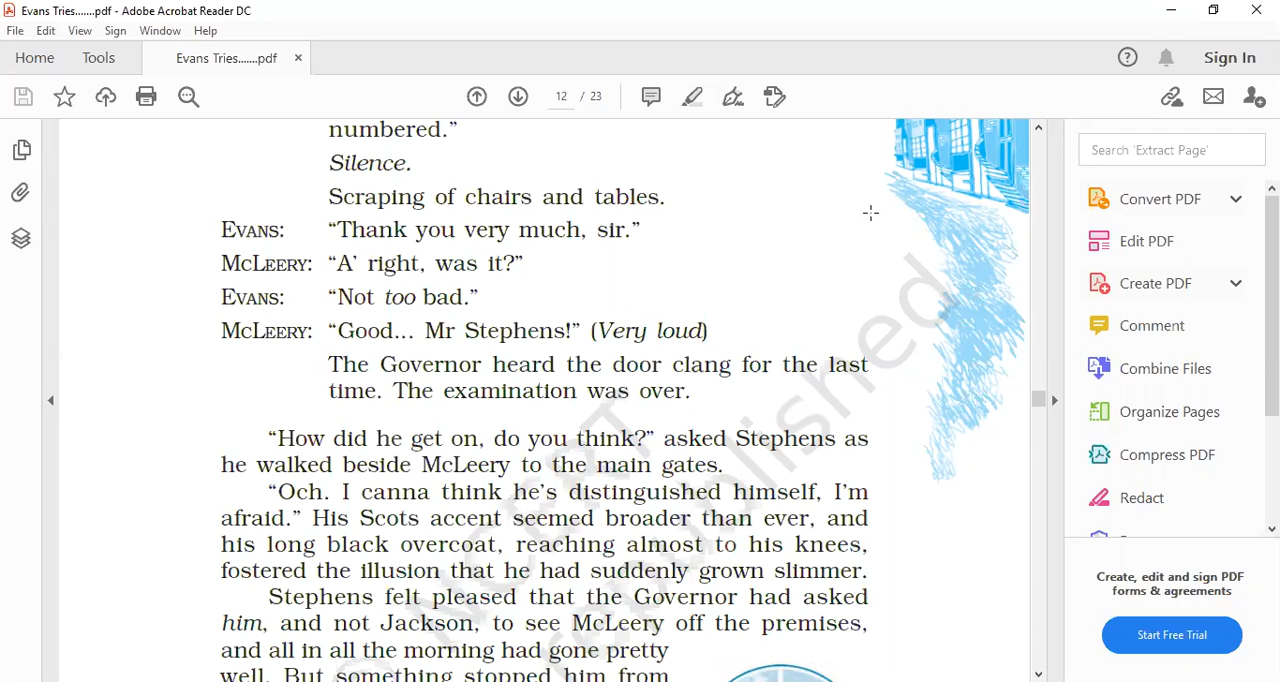 Evans Tries.......pdf - Adobe Acrobat Reader DC
File Edit View Sign Window Help
Home Tools Evans Tries.......pdf × Sign In
12 / 23
numbered.”
Silence.
Scraping of chairs and tables.
EVANS: “Thank you very much, sir.”
MCLEERY: “A’ right, was it?”
EVANS: “Not too bad.”
MCLEERY: “Good... Mr Stephens!” (Very loud)
The Governor heard the door clang for the last
time. The examination was over.
“How did he get on, do you think?” asked Stephens as
he walked beside McLeery to the main gates.
“Och. I canna think he’s distinguished himself, I’m
afraid.” His Scots accent seemed broader than ever, and
his long black overcoat, reaching almost to his knees,
fostered the illusion that he had suddenly grown slimmer.
Stephens felt pleased that the Governor had asked
him, and not Jackson, to see McLeery off the premises,
and all in all the morning had gone pretty
well. But something stopped him from
NCERT
republished
Search 'Extract Page'
Convert PDF
Edit PDF
Create PDF
Comment
Combine Files
Organize Pages
Compress PDF
Redact
Create, edit and sign PDF
forms & agreements
Start Free Trial